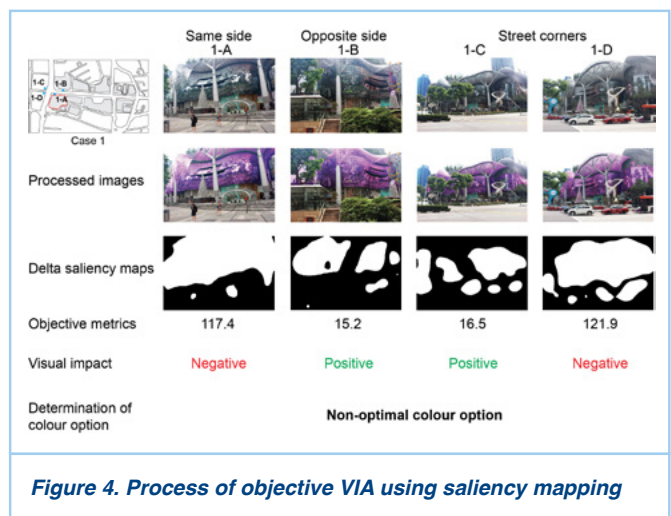 Same side Opposite side Street corners
1-A 1-B 1-C 1-D
1-C 1-B
1-D 1-A
Case 1
Processed images
Delta saliency maps
Objective metrics 117.4 15.2 16.5 121.9
Visual impact Negative Positive Positive Negative
Determination of
colour option Non-optimal colour option
Figure 4. Process of objective VIA using saliency mapping